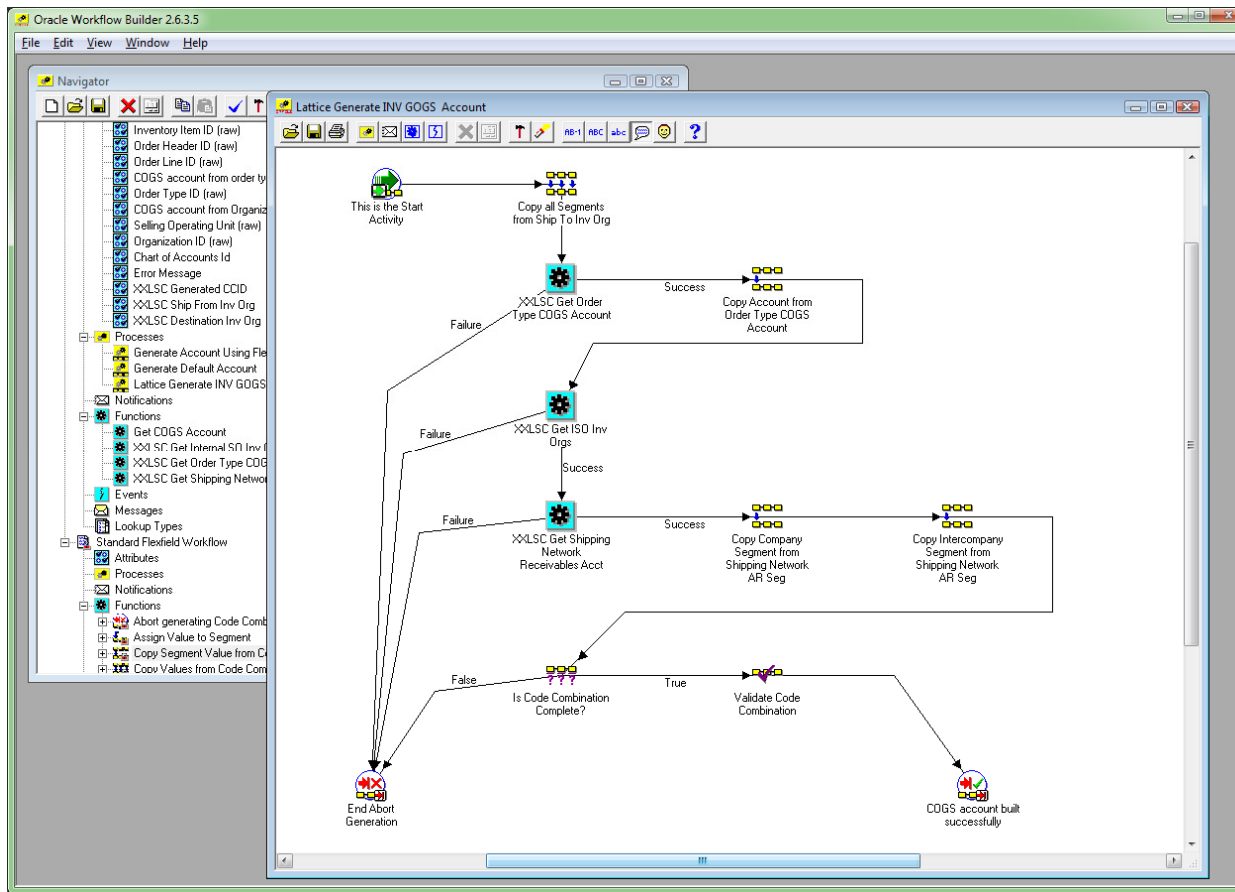 Oracle Workflow Builder 2.6.3.5
File Edit View Window Help
Navigator
Inventory Item ID (raw)
Order Header ID (raw)
Order Line ID (raw)
COGS account from order ty
Order Type ID (raw)
COGS account from Organiz
Selling Operating Unit (raw)
Organization ID (raw)
Chart of Accounts Id
Error Message
XXLSC Generated CCID
XXLSC Ship From Inv Org
XXLSC Destination Inv Org
Processes
Generate Account Using Fle
Generate Default Account
Lattice Generate INV GOGS
Notifications
Functions
Get COGS Account
XXLSC Get Internal SO Inv O
XXLSC Get Order Type COG
XXLSC Get Shipping Networ
Events
Messages
Lookup Types
Standard Flexfield Workflow
Attributes
Processes
Notifications
Functions
Abort generating Code Comb
Assign Value to Segment
Copy Segment Value from Co
Copy Values from Code Com
Lattice Generate INV GOGS Account
AB-1 ABC abc ?
This is the Start
Activity
Copy all Segments
from Ship To Inv Org
XXLSC Get Order
Type COGS Account
Success
Copy Account from
Order Type COGS
Account
Failure
XXLSC Get ISO Inv
Orgs
Failure
Success
XXLSC Get Shipping
Network
Receivables Acct
Failure
Success
Copy Company
Segment from
Shipping Network
AR Seg
Copy Intercompany
Segment from
Shipping Network
AR Seg
???
Is Code Combination
Complete?
False
True
Validate Code
Combination
End Abort
Generation
COGS account built
successfully